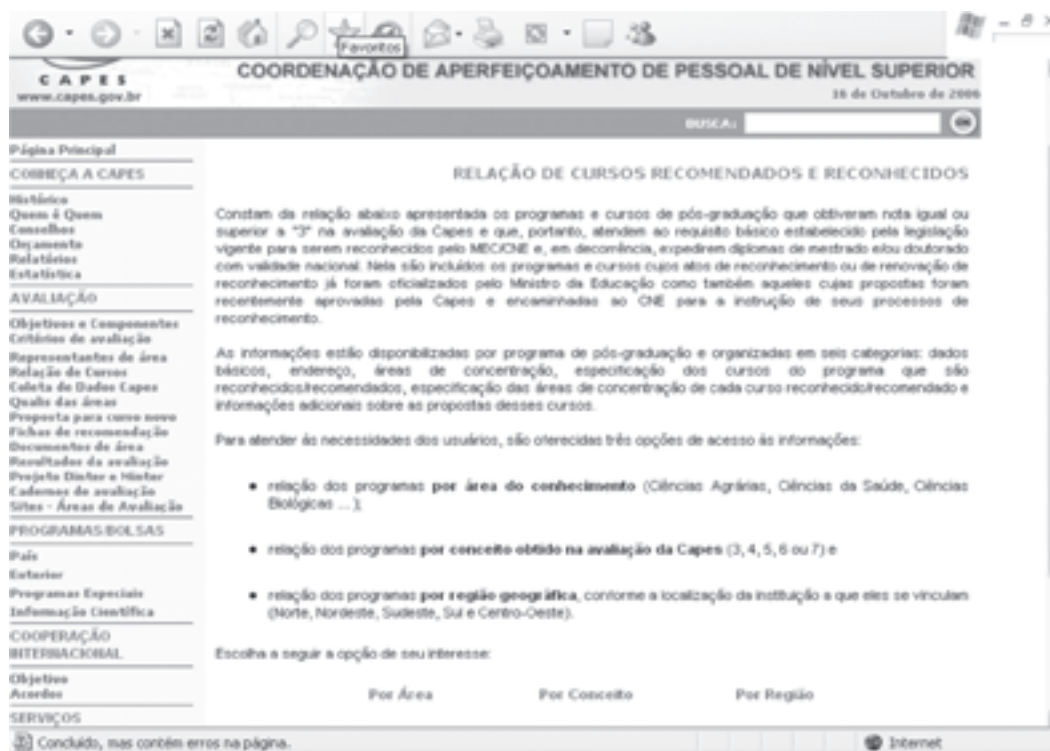 Favoritos
CAPES
www.capes.gov.br
COORDENAÇÃO DE APERFEIÇOAMENTO DE PESSOAL DE NÍVEL SUPERIOR
16 de Outubro de 2006
BUSCA:
OK
Página Principal
CONHEÇA A CAPES
Histórico
Quem é Quem
Conselhos
Orçamento
Relatórios
Estatística
AVALIAÇÃO
Objetivos e Componentes
Critérios de avaliação
Representantes de área
Relação de Cursos
Coleta de Dados Capes
Qualis das áreas
Proposta para curso novo
Fichas de recomendação
Documentos de área
Resultados da avaliação
Projeto Dinter e Minter
Cadernos de avaliação
Sites - Áreas de Avaliação
PROGRAMAS/BOLSAS
País
Exterior
Programas Especiais
Informação Científica
COOPERAÇÃO
INTERNACIONAL
Objetivo
Acordos
SERVIÇOS
RELAÇÃO DE CURSOS RECOMENDADOS E RECONHECIDOS
Constam da relação abaixo apresentada os programas e cursos de pós-graduação que obtiveram nota igual ou
superior a "3" na avaliação da Capes e que, portanto, atendem ao requisito básico estabelecido pela legislação
vigente para serem reconhecidos pelo MEC/CNE e, em decorrência, expedirem diplomas de mestrado e/ou doutorado
com validade nacional. Nela são incluídos os programas e cursos cujos atos de reconhecimento ou de renovação de
reconhecimento já foram oficializados pelo Ministro da Educação como também aqueles cujas propostas foram
recentemente aprovadas pela Capes e encaminhadas ao CNE para a instrução de seus processos de
reconhecimento.
As informações estão disponibilizadas por programa de pós-graduação e organizadas em seis categorias: dados
básicos, endereço, áreas de concentração, especificação dos cursos do programa que são
reconhecidos/recomendados, especificação das áreas de concentração de cada curso reconhecido/recomendado e
informações adicionais sobre as propostas desses cursos.
Para atender às necessidades dos usuários, são oferecidas três opções de acesso às informações:
• relação dos programas por área do conhecimento (Ciências Agrárias, Ciências da Saúde, Ciências
Biológicas ... );
• relação dos programas por conceito obtido na avaliação da Capes (3, 4, 5, 6 ou 7) e
• relação dos programas por região geográfica, conforme a localização da instituição a que eles se vinculam
(Norte, Nordeste, Sudeste, Sul e Centro-Oeste).
Escolha a seguir a opção de seu interesse:
Por Área Por Conceito Por Região
Concluído, mas contém erros na página.
Internet